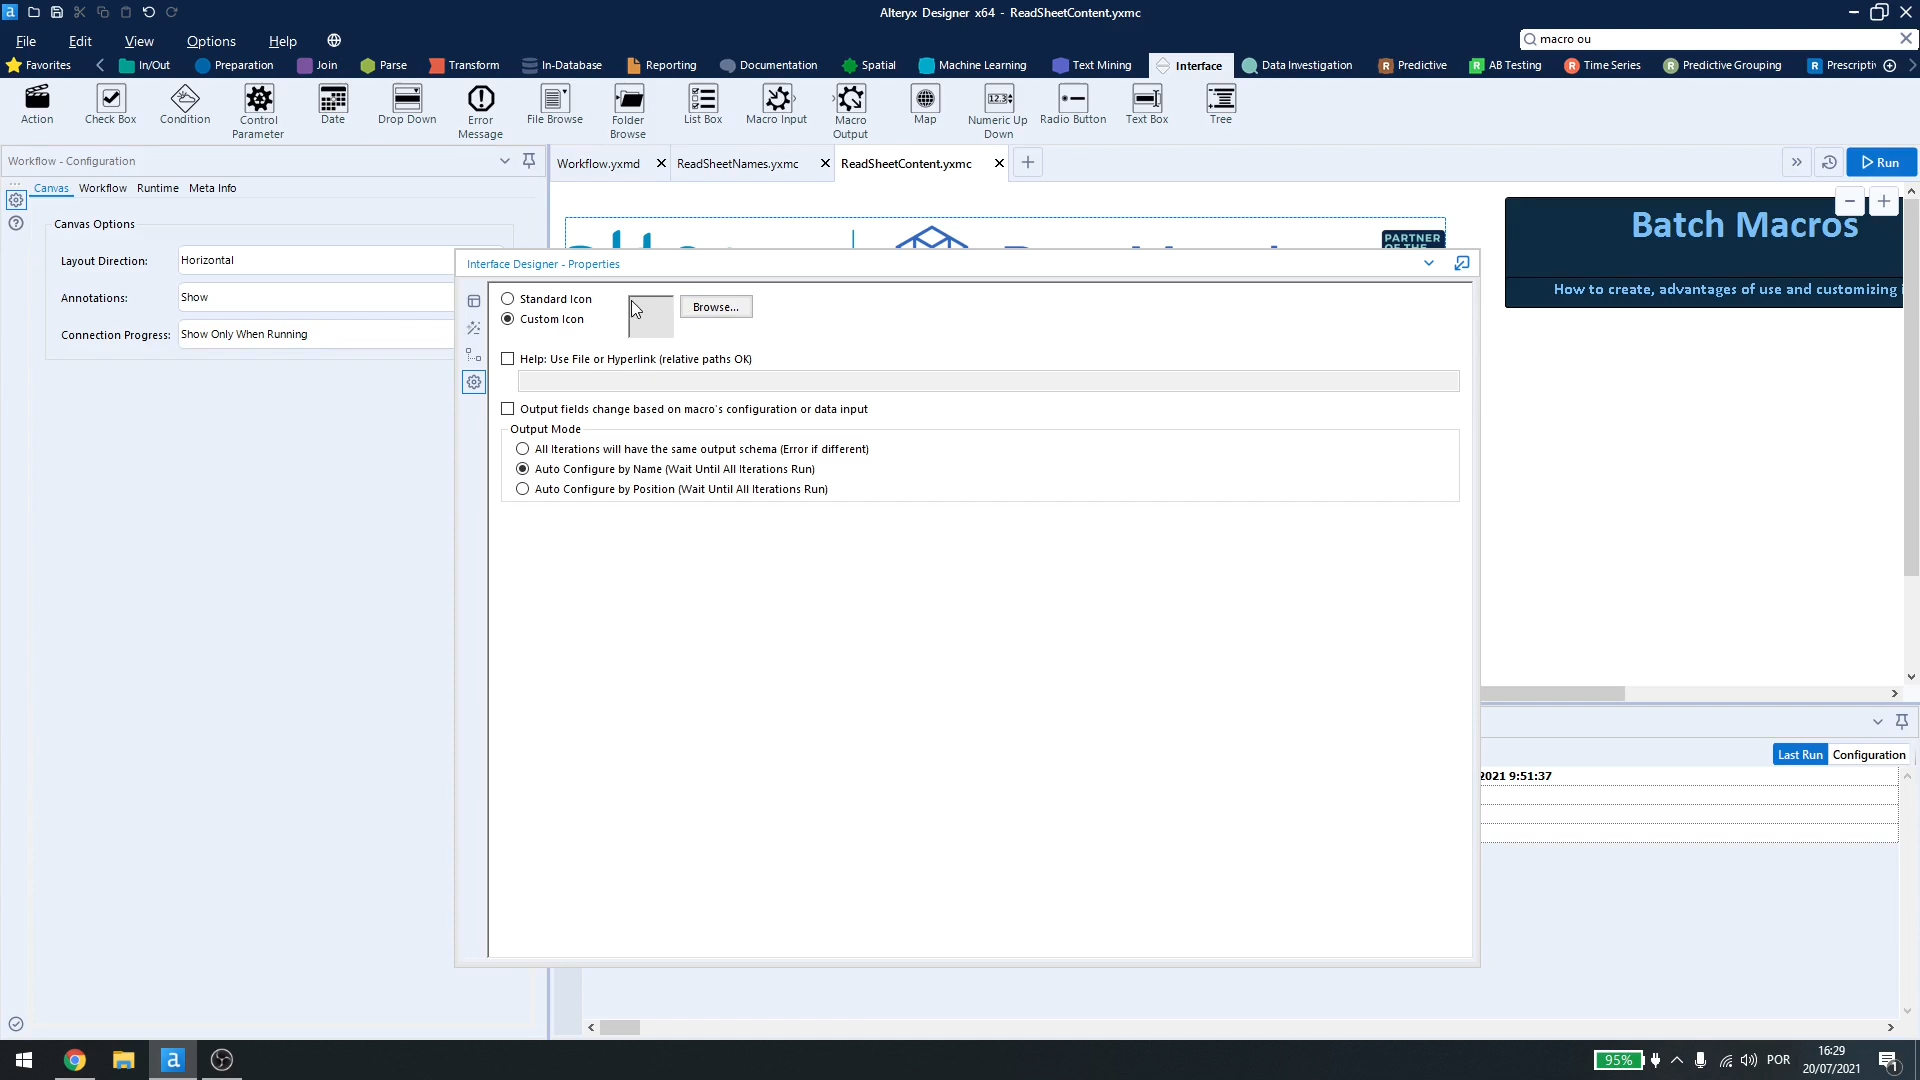 Alteryx Designer x64 - ReadSheetContent.yxmc
File Edit View Options Help
macro ou
Favorites In/Out Preparation Join Parse Transform In-Database Reporting Documentation Spatial Machine Learning Text Mining Interface Data Investigation Predictive AB Testing Time Series Predictive Grouping Prescripti
Action Check Box Condition Control Parameter Date Drop Down Error Message File Browse Folder Browse List Box Macro Input Macro Output Map Numeric Up Down Radio Button Text Box Tree
Workflow - Configuration
Workflow.yxmd ReadSheetNames.yxmc ReadSheetContent.yxmc
Run
Canvas Workflow Runtime Meta Info
Canvas Options
Layout Direction: Horizontal
Annotations: Show
Connection Progress: Show Only When Running
PARTNER
Batch Macros
How to create, advantages of use and customizing i
Interface Designer - Properties
Standard Icon
Custom Icon
Browse...
Help: Use File or Hyperlink (relative paths OK)
Output fields change based on macro's configuration or data input
Output Mode
All Iterations will have the same output schema (Error if different)
Auto Configure by Name (Wait Until All Iterations Run)
Auto Configure by Position (Wait Until All Iterations Run)
Last Run Configuration
2021 9:51:37
95%
POR
16:29
20/07/2021
1